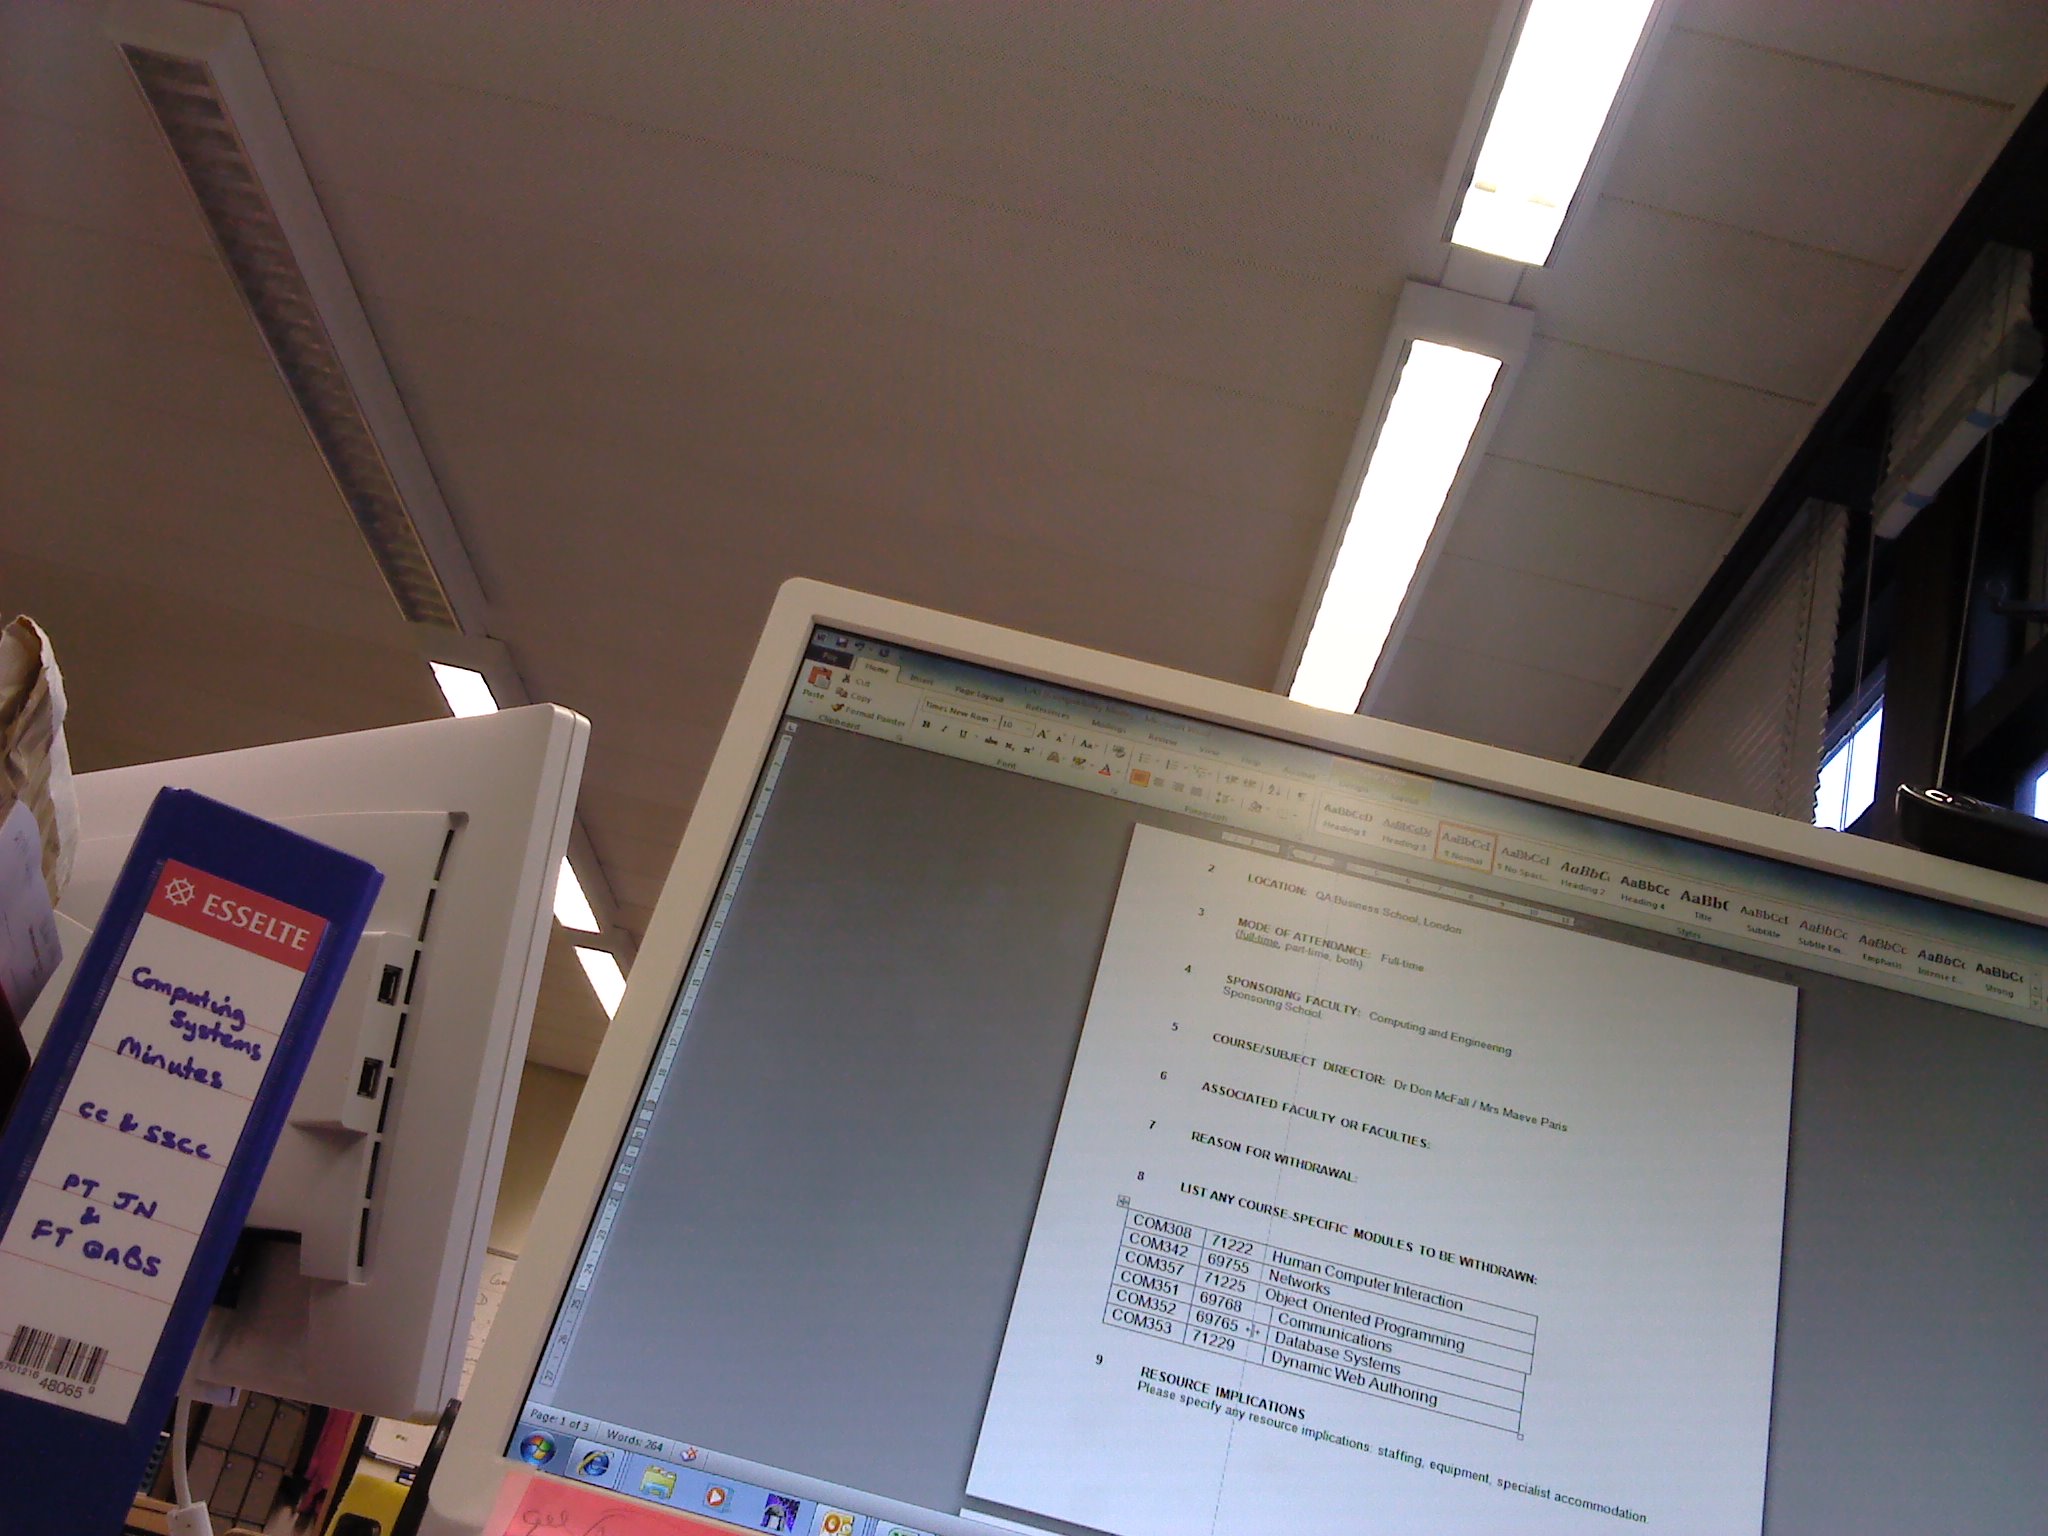 ESSELTE
Computing
Systems
Minutes
CC & SSCC
PT JN
&
FT QABS
48065
File Home Insert Page Layout References Mailings Review View
Paste
Cut
Copy
Format Painter
Clipboard
Times New Rom 10
Font
Paragraph
AaBbCcD AaBbCcDc AaBbCcI AaBbCcI AaBbC AaBbCc AaBb( AaBbCcI AaBbCc AaBbCc AaBbCc AaBbCc
Heading 1 ¶ Normal ¶ No Spaci... Heading 2 Heading 4 Title Subtitle Subtle Em... Emphasis Intense E... Strong
Styles
2 LOCATION: QA Business School, London
3 MODE OF ATTENDANCE: Full-time
(full-time, part-time, both)
4 SPONSORING FACULTY: Computing and Engineering
Sponsoring School:
5 COURSE/SUBJECT DIRECTOR: Dr Don McFall / Mrs Maeve Paris
6 ASSOCIATED FACULTY OR FACULTIES:
7 REASON FOR WITHDRAWAL:
8 LIST ANY COURSE-SPECIFIC MODULES TO BE WITHDRAWN:
COM308 71222 Human Computer Interaction
COM342 69755 Networks
COM357 71225 Object Oriented Programming
COM351 69768 Communications
COM352 69765 Database Systems
COM353 71229 Dynamic Web Authoring
9 RESOURCE IMPLICATIONS
Please specify any resource implications: staffing, equipment, specialist accommodation.
Page: 1 of 3 Words: 264